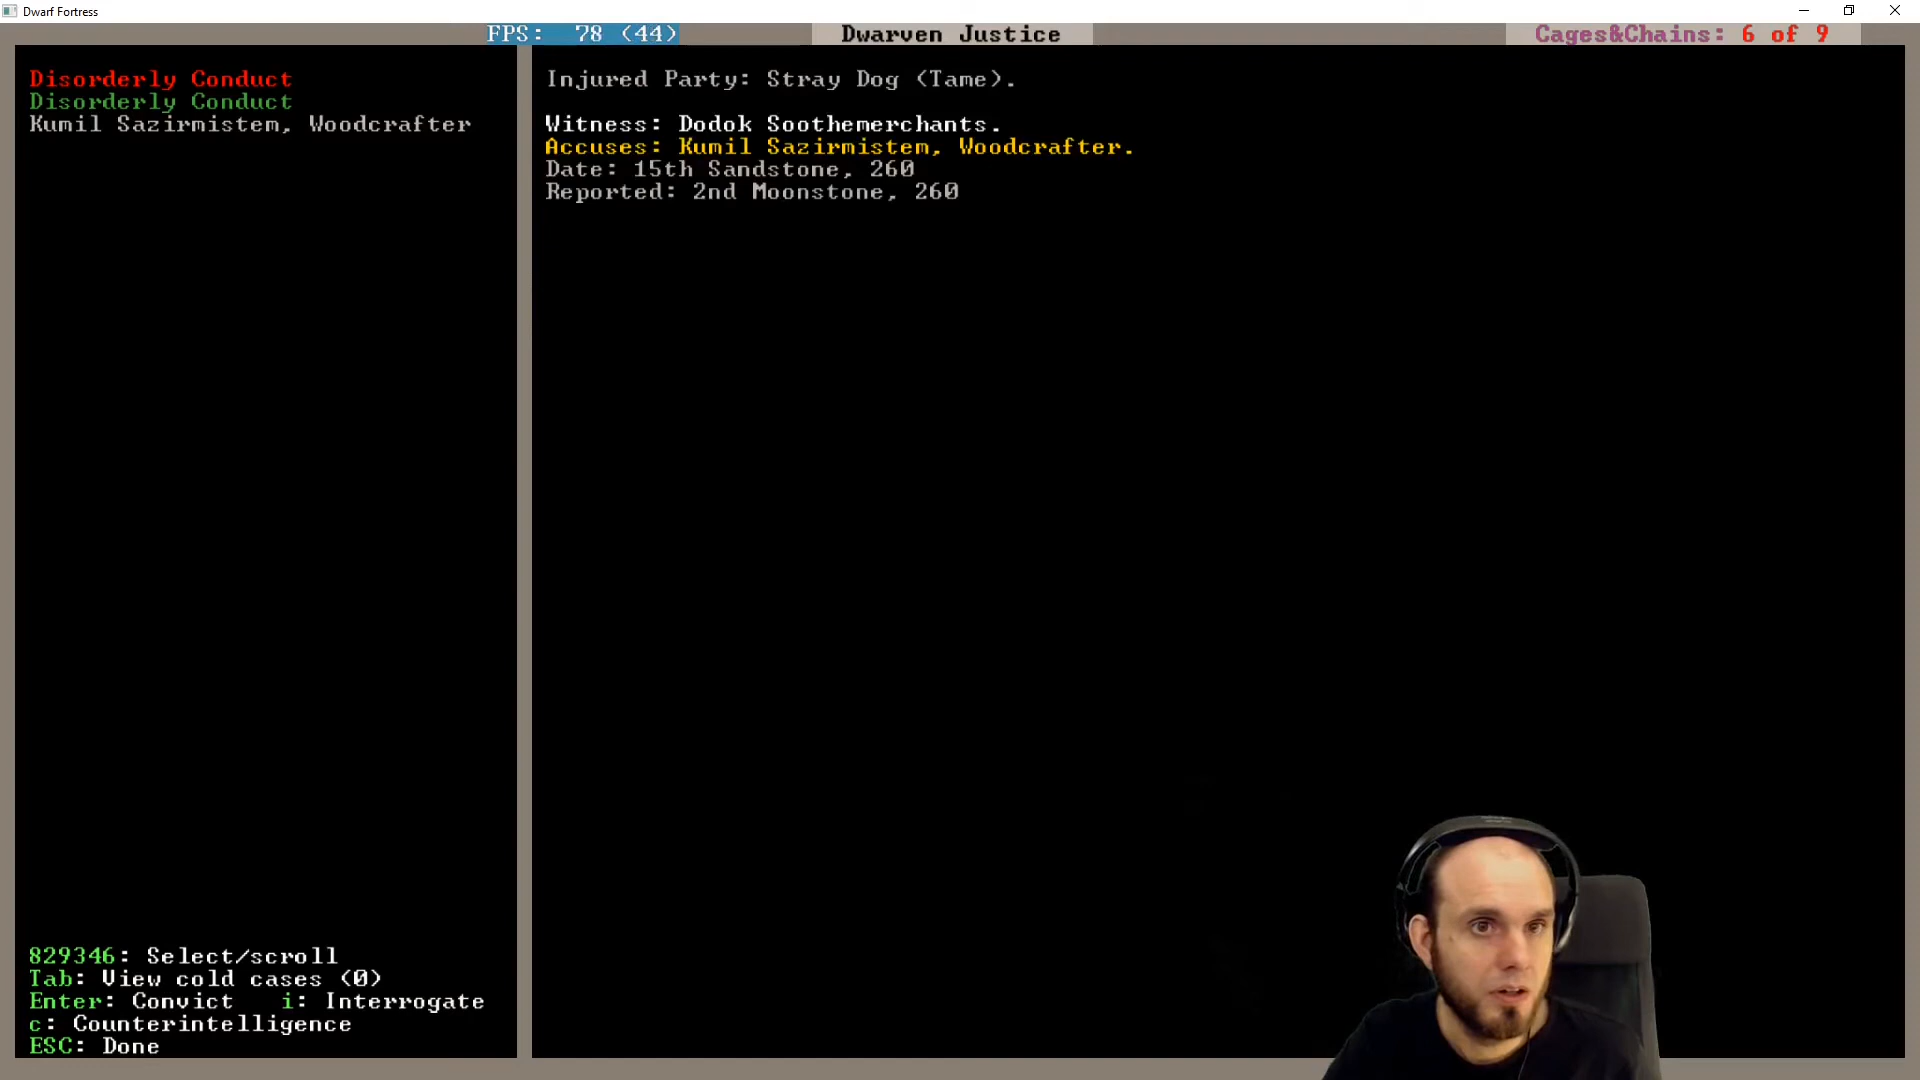 Dwarf Fortress
FPS: 78 (44)
Dwarven Justice
Cages&Chains: 6 of 9
Disorderly Conduct
Disorderly Conduct
Kumil Sazirmistem, Woodcrafter
Injured Party: Stray Dog (Tame).
Witness: Dodok Soothemerchants.
Accuses: Kumil Sazirmistem, Woodcrafter.
Date: 15th Sandstone, 260
Reported: 2nd Moonstone, 260
829346: Select/scroll
Tab: View cold cases (0)
Enter: Convict i: Interrogate
c: Counterintelligence
ESC: Done